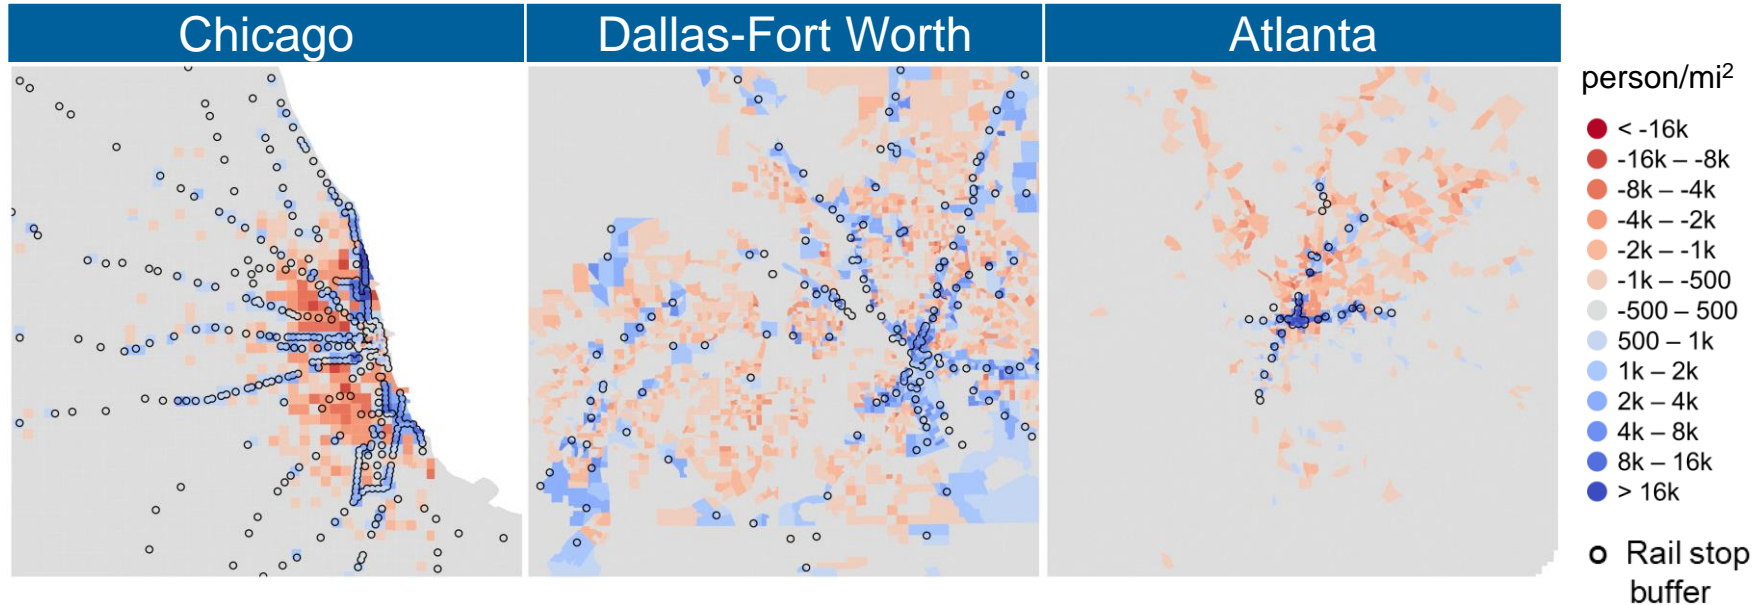 Chicago
Dallas-Fort Worth
Atlanta
person/mi²
< -16k
-16k – -8k
-8k – -4k
-4k – -2k
-2k – -1k
-1k – -500
-500 – 500
500 – 1k
1k – 2k
2k – 4k
4k – 8k
8k – 16k
> 16k
Rail stop
buffer